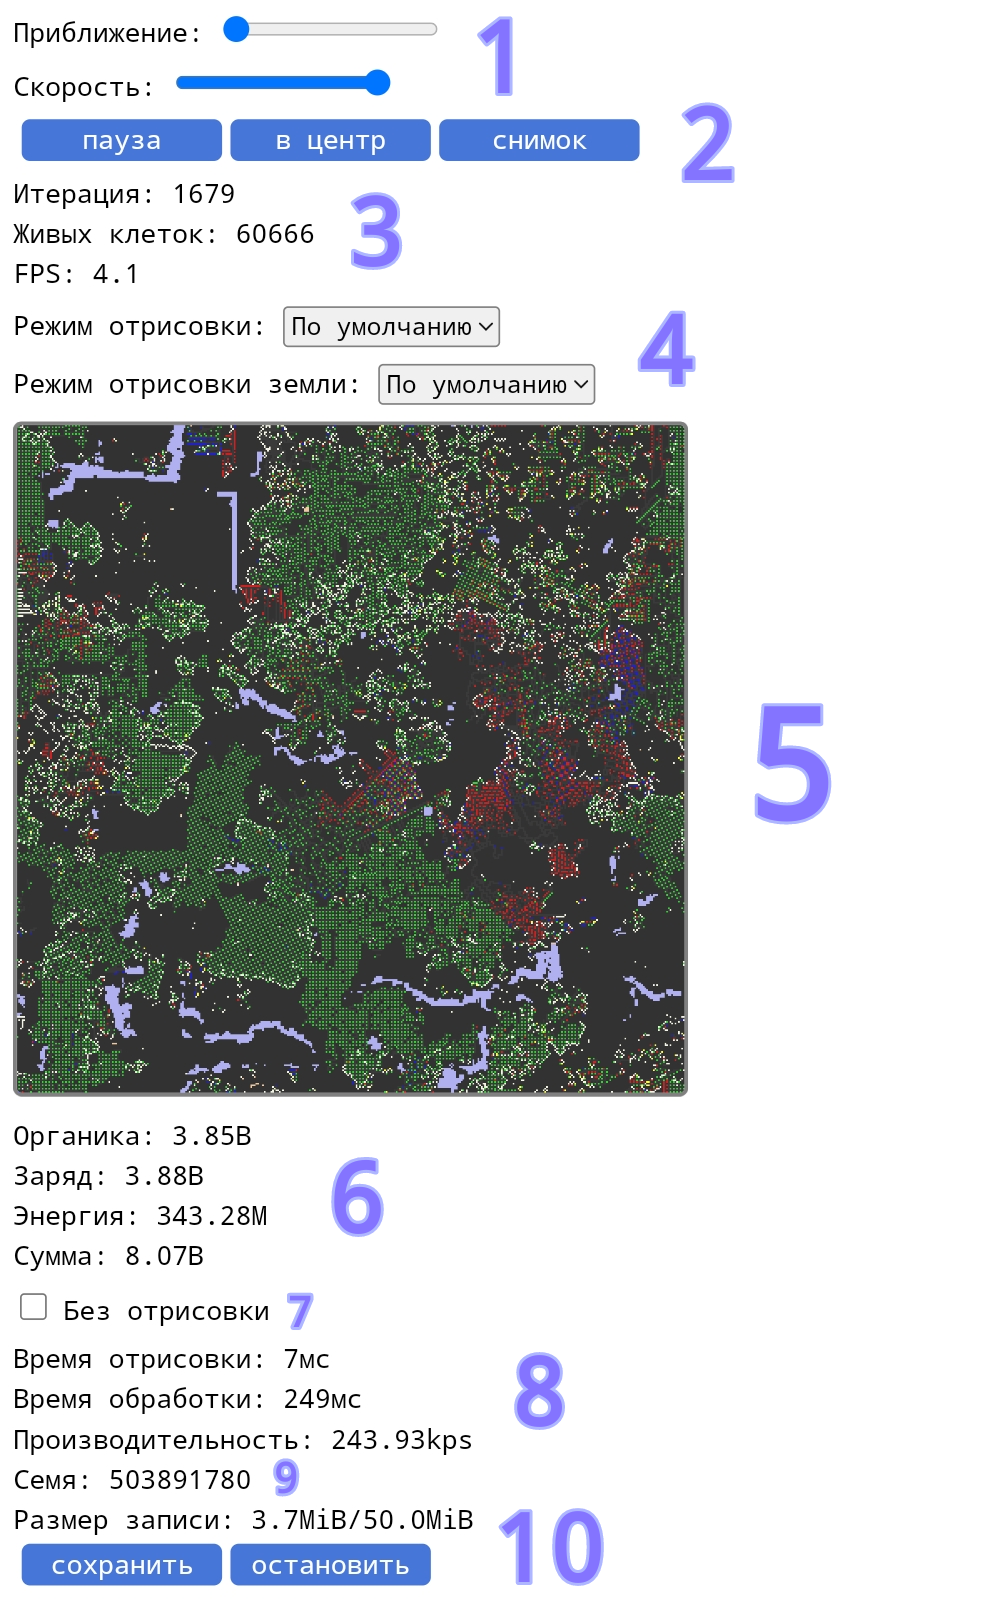 Приближение: 1
Скорость:
пауза в центр снимок 2
Итерация: 1679
Живых клеток: 60666 3
FPS: 4.1
Режим отрисовки: По умолчанию 4
Режим отрисовки земли: По умолчанию
5
Органика: 3.85B
Заряд: 3.88B 6
Энергия: 343.28M
Сумма: 8.07B
Без отрисовки 7
Время отрисовки: 7мс
Время обработки: 249мс 8
Производительность: 243.93kps
Семя: 503891780 9
Размер записи: 3.7MiB/50.0MiB 10
сохранить остановить